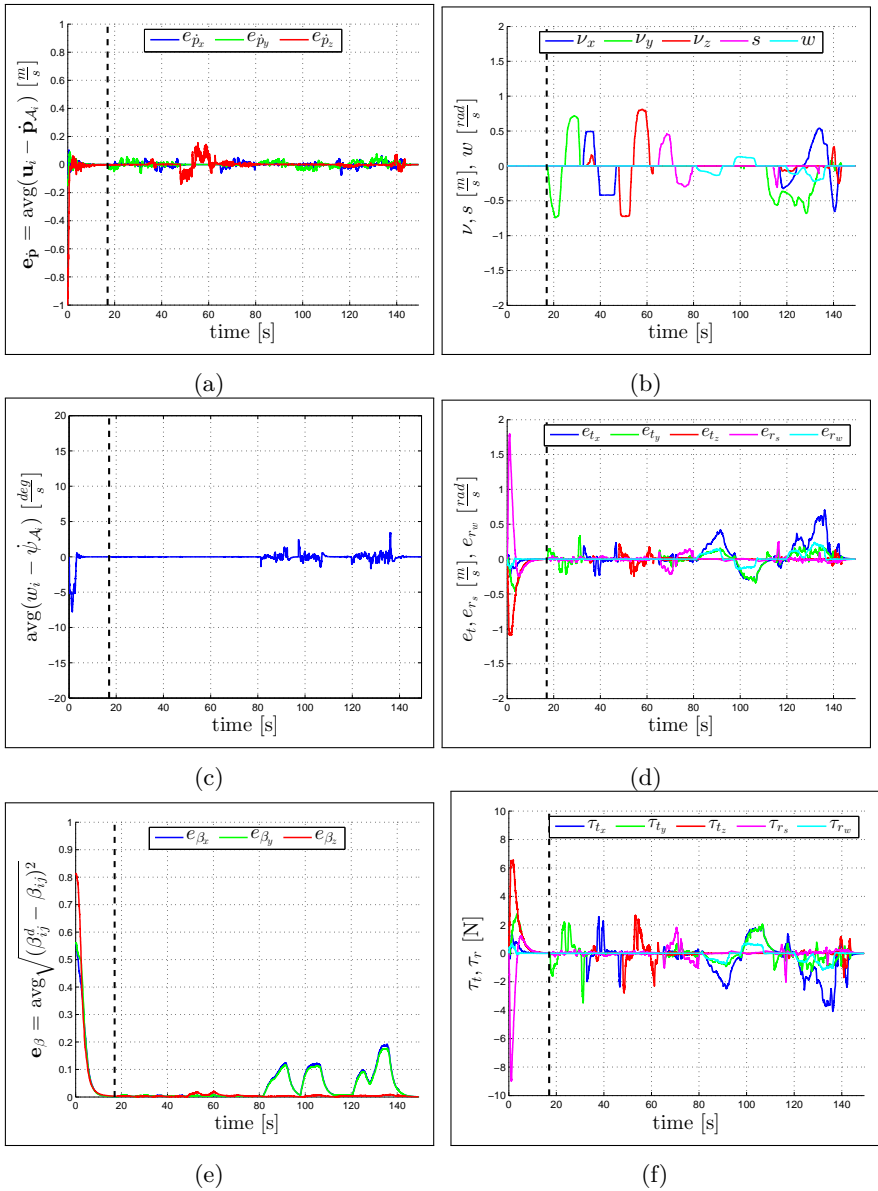 e_{ṗ_x} e_{ṗ_y} e_{ṗ_z}
e_ṗ = avg(u_i − ṗ_{A_i}) [m/s]
1
0.8
0.6
0.4
0.2
0
−0.2
−0.4
−0.6
−0.8
−1
0 20 40 60 80 100 120 140
time [s]
(a)
ν_x ν_y ν_z s w
ν, s [m/s], w [rad/s]
2
1.5
1
0.5
0
−0.5
−1
−1.5
−2
0 20 40 60 80 100 120 140
time [s]
(b)
avg(w_i − ψ̇_{A_i}) [deg/s]
20
15
10
5
0
−5
−10
−15
−20
0 20 40 60 80 100 120 140
time [s]
(c)
e_{t_x} e_{t_y} e_{t_z} e_{r_s} e_{r_w}
e_t, e_{r_s} [m/s], e_{r_w} [rad/s]
2
1.5
1
0.5
0
−0.5
−1
−1.5
−2
0 20 40 60 80 100 120 140
time [s]
(d)
e_{β_x} e_{β_y} e_{β_z}
e_β = avg√(β^d_{ij} − β_{ij})²
1
0.9
0.8
0.7
0.6
0.5
0.4
0.3
0.2
0.1
0
0 20 40 60 80 100 120 140
time [s]
(e)
τ_{t_x} τ_{t_y} τ_{t_z} τ_{r_s} τ_{r_w}
τ_t, τ_r [N]
10
8
6
4
2
0
−2
−4
−6
−8
−10
0 20 40 60 80 100 120 140
time [s]
(f)